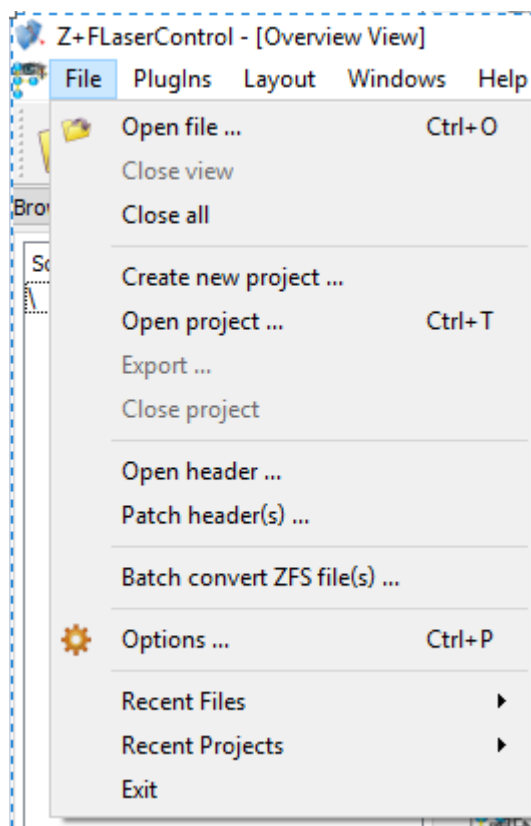 Z+FLaserControl - [Overview View]
File PlugIns Layout Windows Help
Open file ... Ctrl+O
Close view
Close all
Create new project ...
Open project ... Ctrl+T
Export ...
Close project
Open header ...
Patch header(s) ...
Batch convert ZFS file(s) ...
Options ... Ctrl+P
Recent Files
Recent Projects
Exit